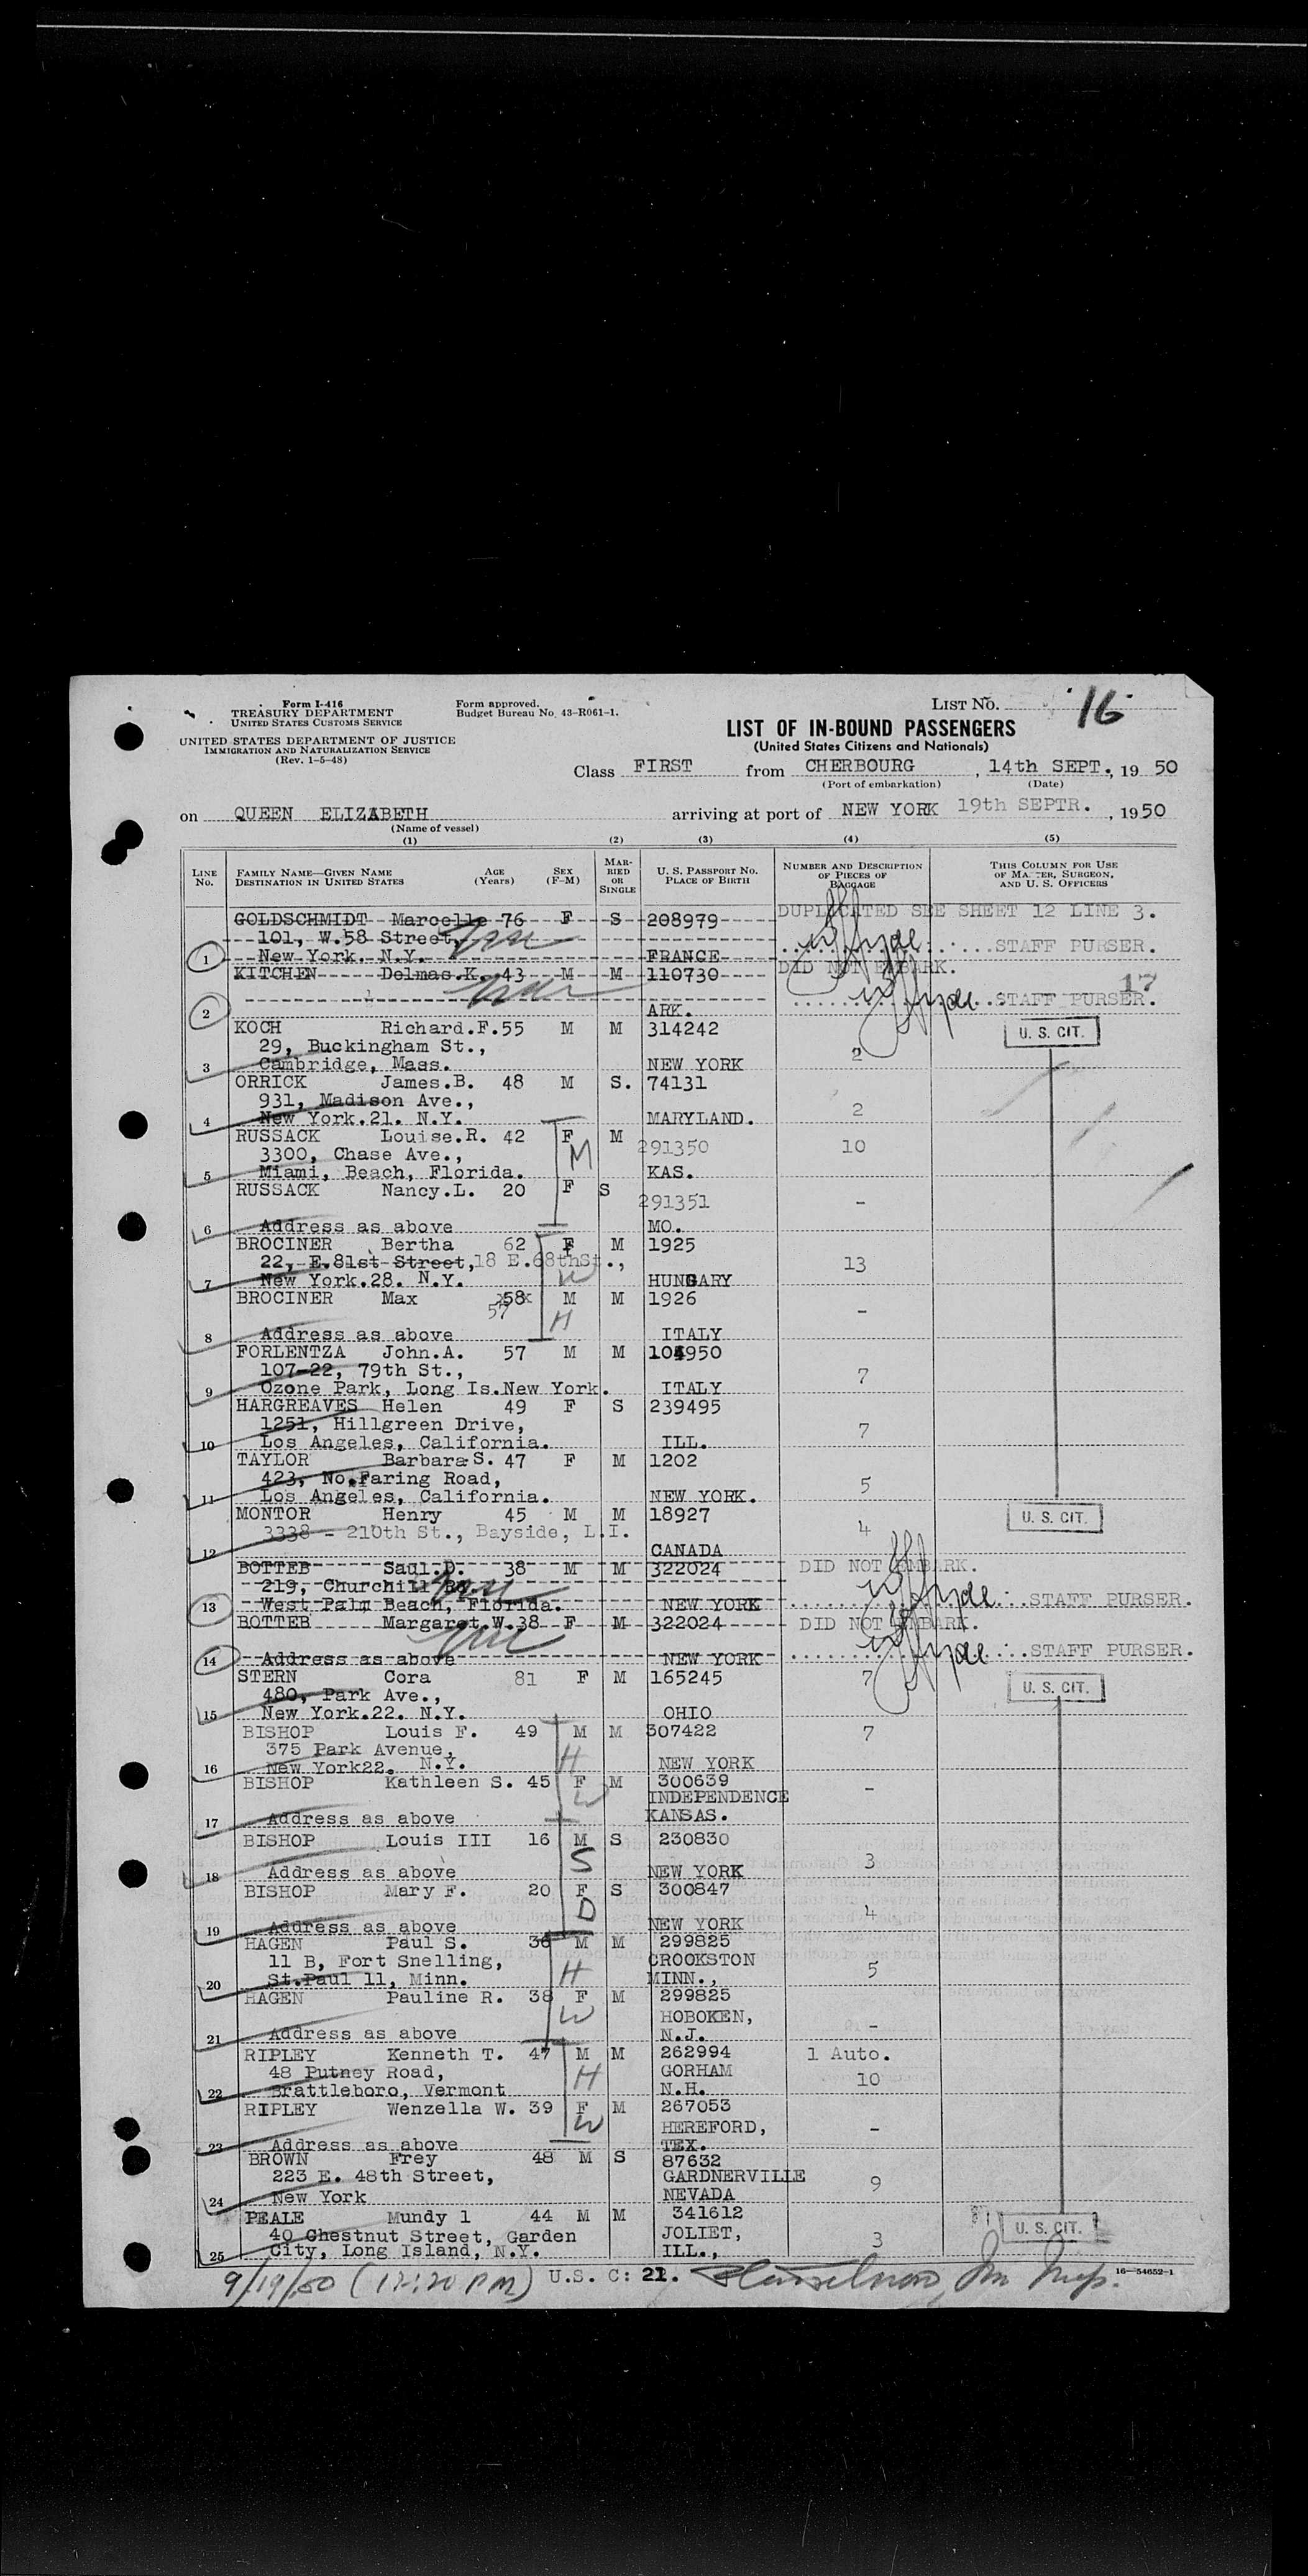 Form I-416
TREASURY DEPARTMENT
UNITED STATES CUSTOMS SERVICE
Form approved.
Budget Bureau No. 43-R061-1.
LIST NO. 16
UNITED STATES DEPARTMENT OF JUSTICE
IMMIGRATION AND NATURALIZATION SERVICE
(Rev. 1-5-48)
LIST OF IN-BOUND PASSENGERS
(United States Citizens and Nationals)
Class FIRST from CHERBOURG, 14th SEPT., 19 50
(Port of embarkation) (Date)
on QUEEN ELIZABETH arriving at port of NEW YORK 19th SEPTR., 1950
(Name of vessel)
(1) (2) (3) (4) (5)
LINE NO. FAMILY NAME—GIVEN NAME DESTINATION IN UNITED STATES AGE (Years) SEX (F-M) MARRIED OR SINGLE U. S. PASSPORT NO. PLACE OF BIRTH NUMBER AND DESCRIPTION OF PIECES OF BAGGAGE THIS COLUMN FOR USE OF MASTER, SURGEON, AND U. S. OFFICERS
GOLDSCHMIDT Marcelle 76 F S 208979 DUPLICATED SEE SHEET 12 LINE 3.
101, W.58 Street, STAFF PURSER.
1 New York. N.Y. FRANCE
KITCHEN Delmas.K. 43 M M 110730 DID NOT EMBARK.
17
STAFF PURSER.
2 ARK.
KOCH Richard.F. 55 M M 314242 U. S. CIT.
29, Buckingham St., 2
3 Cambridge, Mass. NEW YORK
ORRICK James.B. 48 M S. 74131
931, Madison Ave., 2
4 New York.21. N.Y. MARYLAND.
RUSSACK Louise.R. 42 F M 291350 10
3300, Chase Ave., M
5 Miami, Beach, Florida. KAS.
RUSSACK Nancy.L. 20 F S 291351 -
6 Address as above MO.
BROCINER Bertha 62 F M 1925
22, E.81st Street, 18 E.68thSt., W 13
7 New York.28. N.Y. HUNGARY
BROCINER Max 58 57 M M 1926 -
H
8 Address as above ITALY
FORLENTZA John.A. 57 M M 104950
107-22, 79th St., 7
9 Ozone Park, Long Is.New York. ITALY
HARGREAVES Helen 49 F S 239495
1251, Hillgreen Drive, 7
10 Los Angeles, California. ILL.
TAYLOR Barbara S. 47 F M 1202
423, No.Faring Road, 5
11 Los Angeles, California. NEW YORK.
MONTOR Henry 45 M M 18927 U. S. CIT.
3338 - 210th St., Bayside, L.I. 4
12 CANADA
BOTTEB Saul.D. 38 M M 322024 DID NOT EMBARK.
219, Churchill Rd.
13 West Palm Beach, Florida. NEW YORK STAFF PURSER.
BOTTEB Margaret.W. 38 F M 322024 DID NOT EMBARK.
14 Address as above NEW YORK STAFF PURSER.
STERN Cora 81 F M 165245 7 U. S. CIT.
480, Park Ave.,
15 New York.22. N.Y. OHIO
BISHOP Louis F. 49 M M 307422 7
375 Park Avenue, H
16 New York22. N.Y. NEW YORK
BISHOP Kathleen S. 45 F M 300639 -
W INDEPENDENCE
17 Address as above KANSAS.
BISHOP Louis III 16 M S 230830
S 3
18 Address as above NEW YORK
BISHOP Mary F. 20 F S 300847
D 4
19 Address as above NEW YORK
HAGEN Paul S. 36 M M 299825
11 B, Fort Snelling, H CROOKSTON 5
20 St.Paul 11, Minn. MINN.,
HAGEN Pauline R. 38 F M 299825
W HOBOKEN, -
21 Address as above N.J.
RIPLEY Kenneth T. 47 M M 262994 1 Auto.
48 Putney Road, H GORHAM 10
22 Brattleboro, Vermont N.H.
RIPLEY Wenzella W. 39 F M 267053
W HEREFORD, -
23 Address as above TEX.
BROWN Frey 48 M S 87632
223 E. 48th Street, GARDNERVILLE 9
24 New York NEVADA
PEALE Mundy 1 44 M M 341612
40 Chestnut Street, Garden JOLIET, 3 U. S. CIT.
25 City, Long Island, N.Y. ILL.,
9/19/50 (12:20 PM) U.S. C: 21. Imm Insp. 16—54652-1